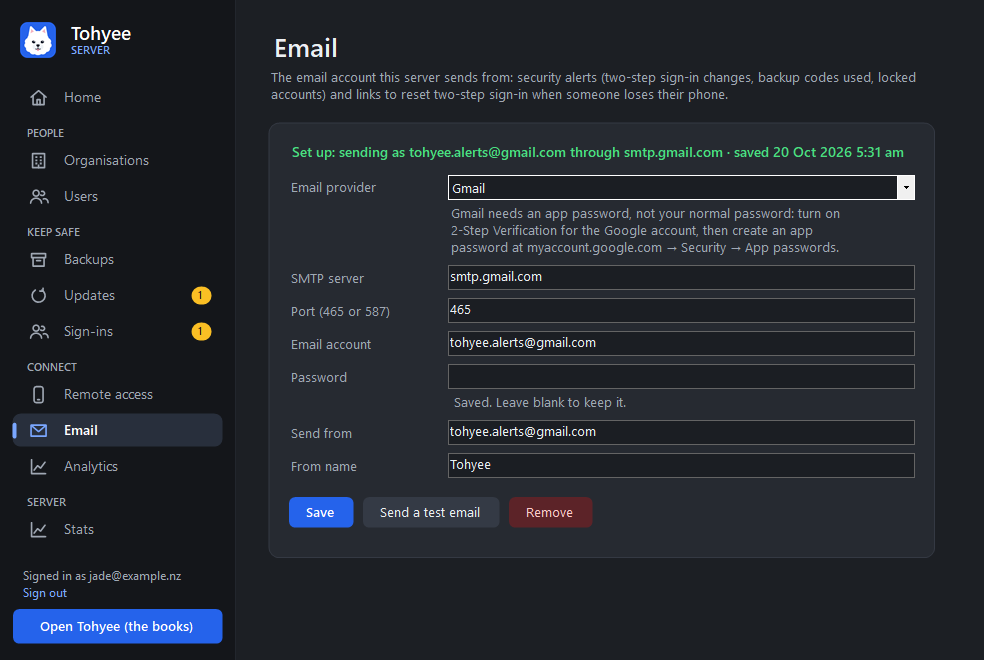 Tohyee
SERVER
Home
PEOPLE
Organisations
Users
KEEP SAFE
Backups
Updates 1
Sign-ins 1
CONNECT
Remote access
Email
Analytics
SERVER
Stats
Signed in as jade@example.nz
Sign out
Open Tohyee (the books)
Email
The email account this server sends from: security alerts (two-step sign-in changes, backup codes used, locked
accounts) and links to reset two-step sign-in when someone loses their phone.
Set up: sending as tohyee.alerts@gmail.com through smtp.gmail.com · saved 20 Oct 2026 5:31 am
Email provider Gmail
Gmail needs an app password, not your normal password: turn on
2-Step Verification for the Google account, then create an app
password at myaccount.google.com → Security → App passwords.
SMTP server smtp.gmail.com
Port (465 or 587) 465
Email account tohyee.alerts@gmail.com
Password
Saved. Leave blank to keep it.
Send from tohyee.alerts@gmail.com
From name Tohyee
Save Send a test email Remove